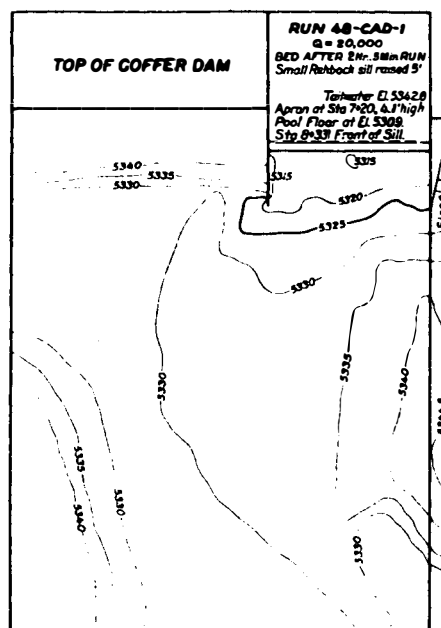 RUN 48-CAD-1
Q = 20,000
BED AFTER 2Hr. 5Min RUN
Small Rehbock sill raised 5'
TOP OF COFFER DAM
Tailwater El. 5342.8
Apron at Sta 7+20, 4.1' high
Pool Floor at El. 5309.
Sta 8+33 Front of Sill.
5340
5335
5330
5315
5315
5320
5325
5330
5330
5335
5340
5335
5330
5340
5330